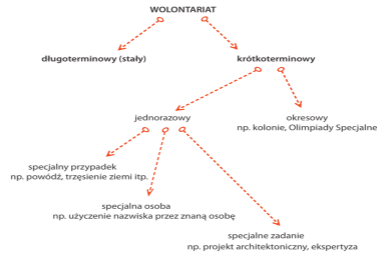 WOLONTARIAT
długoterminowy (stały)
krótkoterminowy
jednorazowy
okresowy
np. kolonie, Olimpiady Specjalne
specjalny przypadek
np. powódź, trzęsienie ziemi itp.
specjalna osoba
np. użyczenie nazwiska przez znaną osobę
specjalne zadanie
np. projekt architektoniczny, ekspertyza